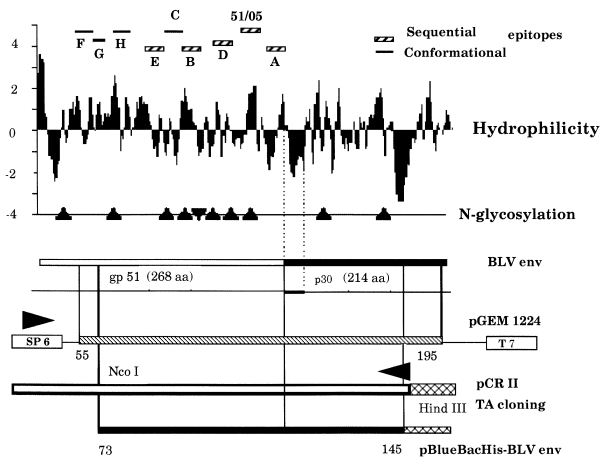 C
51/05
F
G
H
E
B
D
A
Sequential epitopes
Conformational
4
2
0
-2
-4
Hydrophilicity
N-glycosylation
BLV env
gp 51 (268 aa)
p30 (214 aa)
pGEM 1224
SP 6
T 7
55
195
Nco I
pCR II
Hind III
TA cloning
73
145
pBlueBacHis-BLV env